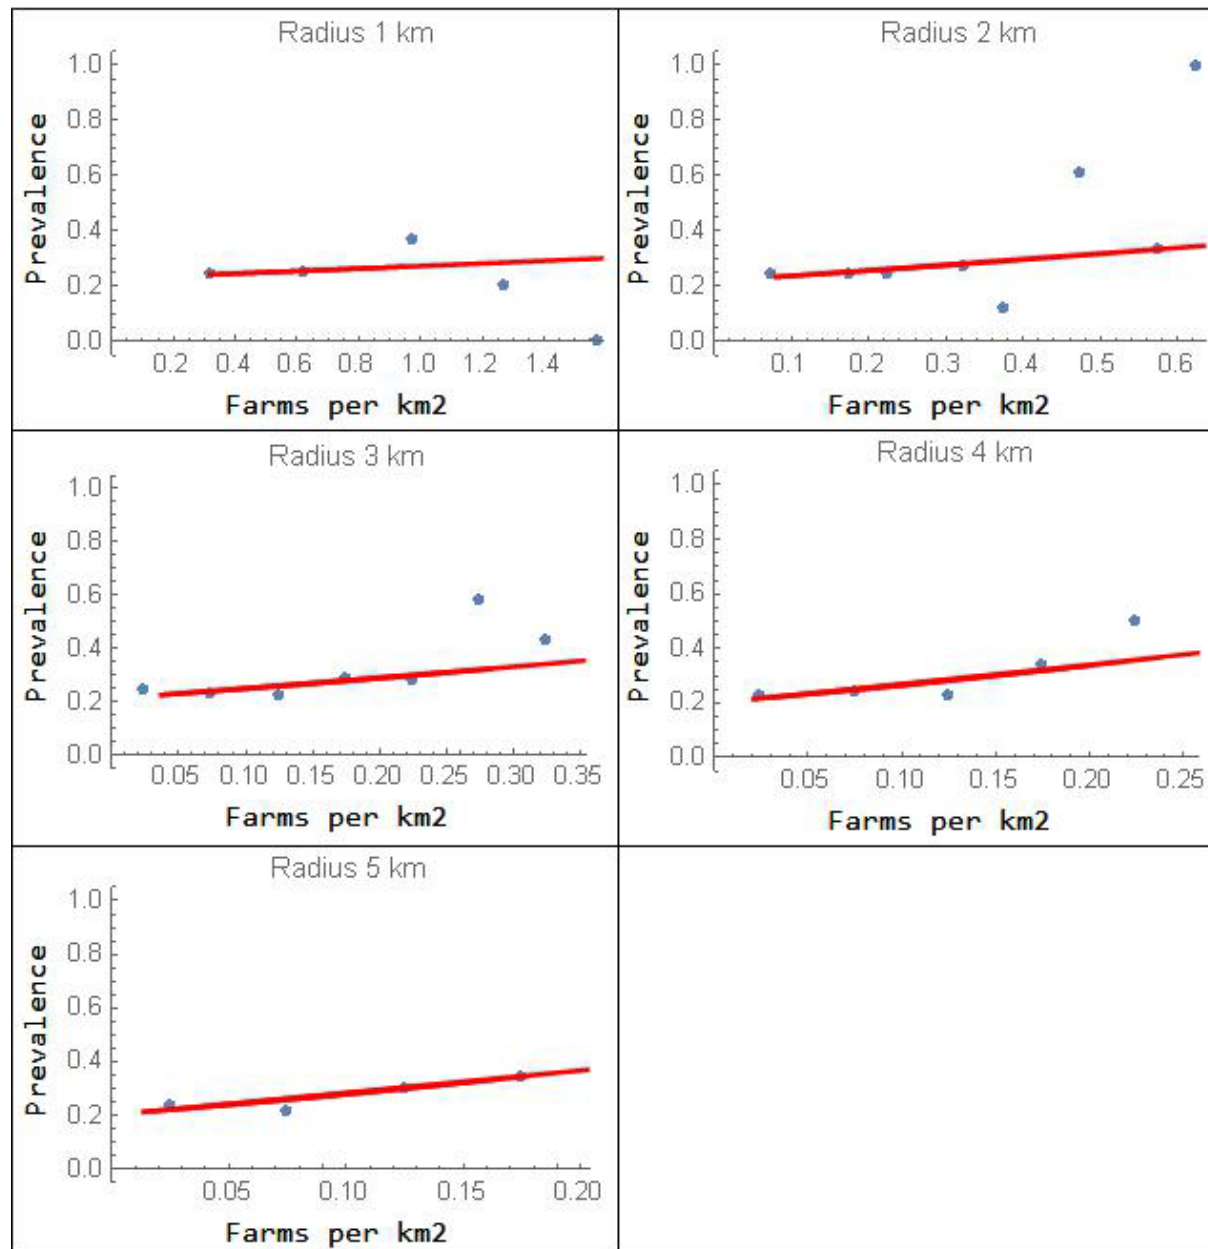 Radius 1 km
Prevalence
1.0
0.8
0.6
0.4
0.2
0.0
0.2 0.4 0.6 0.8 1.0 1.2 1.4
Farms per km2
Radius 2 km
Prevalence
1.0
0.8
0.6
0.4
0.2
0.0
0.1 0.2 0.3 0.4 0.5 0.6
Farms per km2
Radius 3 km
Prevalence
1.0
0.8
0.6
0.4
0.2
0.0
0.05 0.10 0.15 0.20 0.25 0.30 0.35
Farms per km2
Radius 4 km
Prevalence
1.0
0.8
0.6
0.4
0.2
0.0
0.05 0.10 0.15 0.20 0.25
Farms per km2
Radius 5 km
Prevalence
1.0
0.8
0.6
0.4
0.2
0.0
0.05 0.10 0.15 0.20
Farms per km2